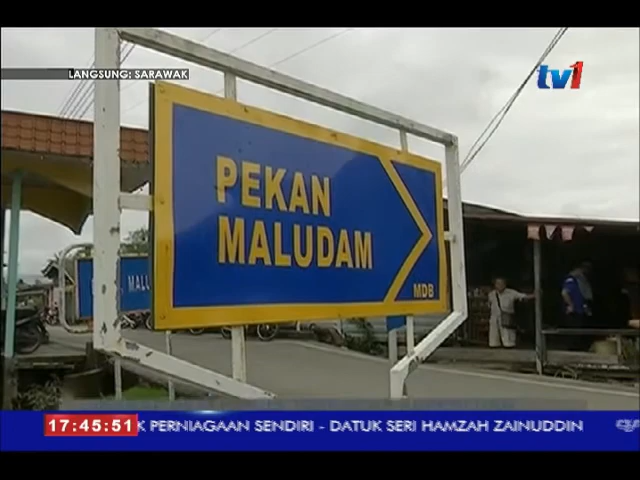 LANGSUNG: SARAWAK
tv1
PEKAN
MALUDAM
MDB
17:45:51
PERNIAGAAN SENDIRI - DATUK SERI HAMZAH ZAINUDDIN